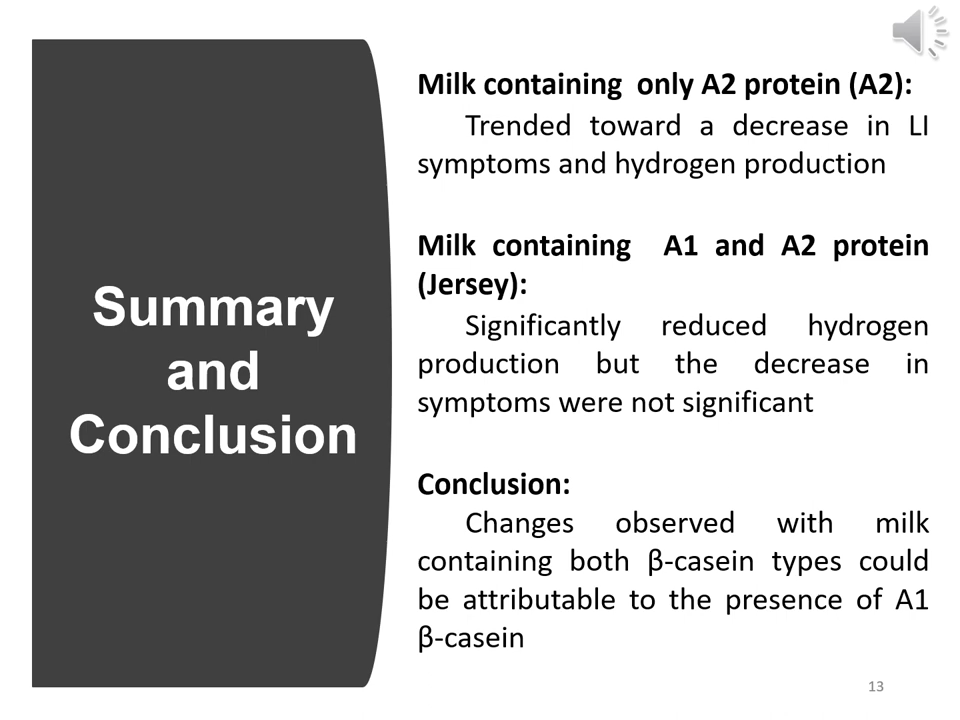 Summary
and
Conclusion
Milk containing only A2 protein (A2):
Trended toward a decrease in LI
symptoms and hydrogen production
Milk containing A1 and A2 protein
(Jersey):
Significantly reduced hydrogen
production but the decrease in
symptoms were not significant
Conclusion:
Changes observed with milk
containing both β-casein types could
be attributable to the presence of A1
β-casein
13